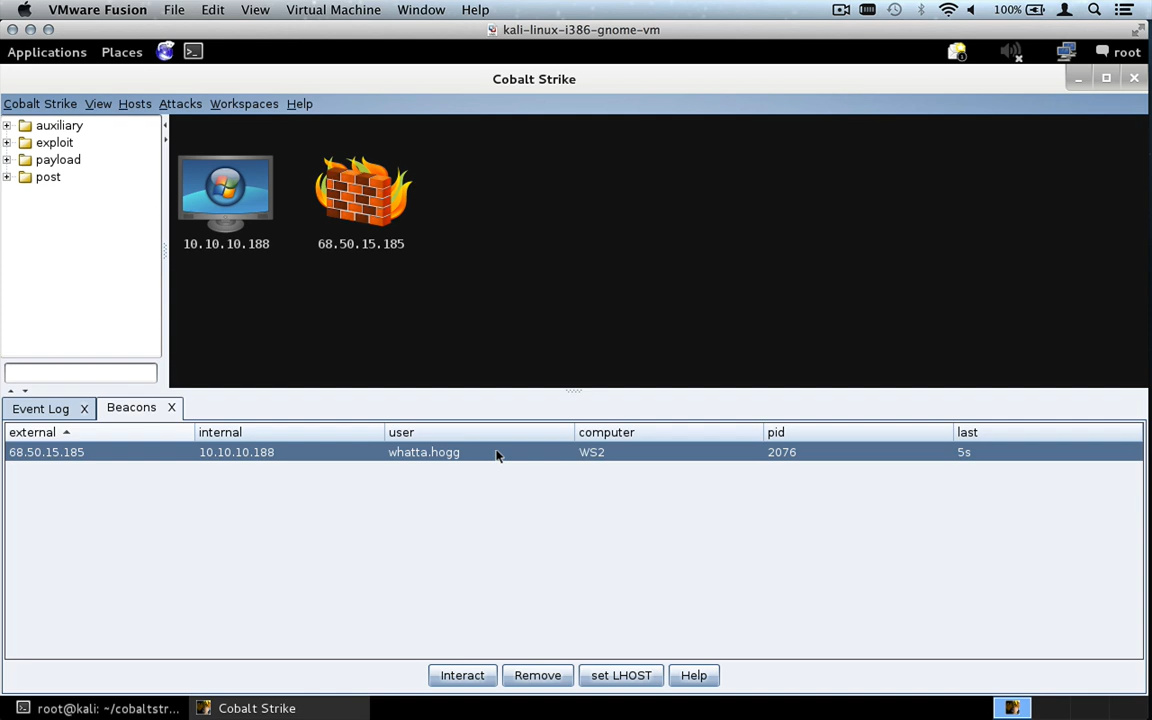 VMware Fusion File Edit View Virtual Machine Window Help 100%
kali-linux-i386-gnome-vm
Applications Places root
Cobalt Strike
Cobalt Strike View Hosts Attacks Workspaces Help
auxiliary
exploit
payload
post
10.10.10.188 68.50.15.185
Event Log X Beacons X
external internal user computer pid last
68.50.15.185 10.10.10.188 whatta.hogg WS2 2076 5s
Interact Remove set LHOST Help
root@kali: ~/cobaltstr... Cobalt Strike